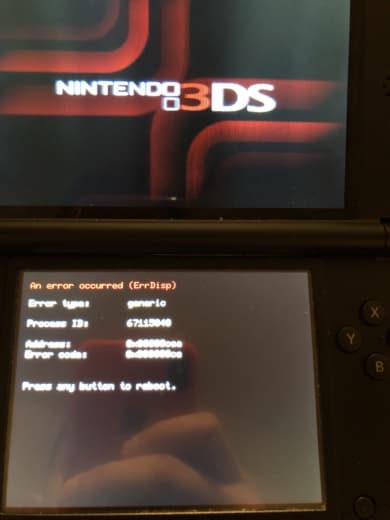 NINTENDO 3DS
An error occurred (ErrDisp)
Error type: generic
Process ID:
Address:
Error code:
Press any button to reboot.
X
Y
B